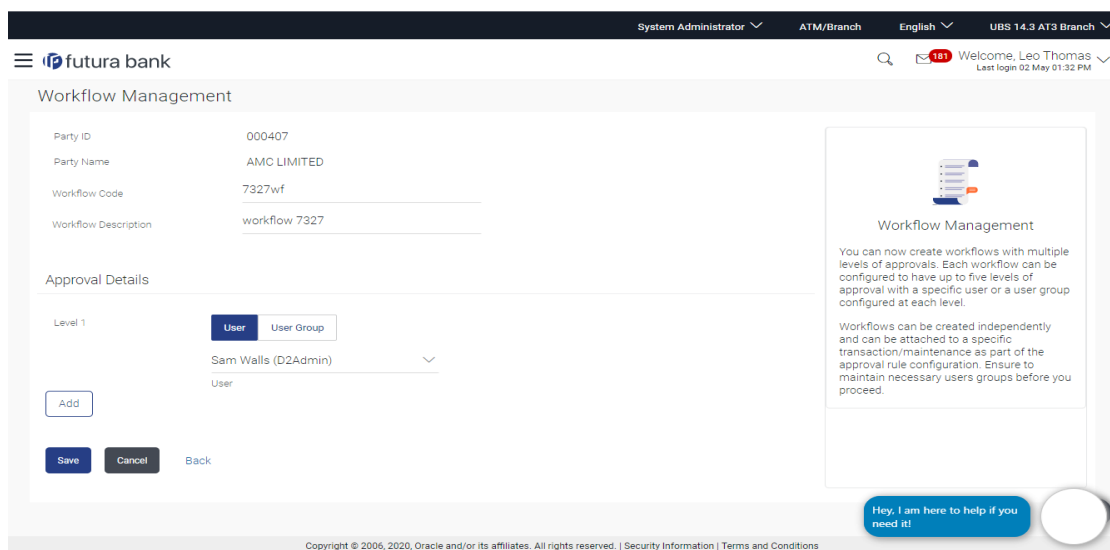 System Administrator ATM/Branch English UBS 14.3 AT3 Branch
futura bank 181 Welcome, Leo Thomas
Last login 02 May 01:32 PM
Workflow Management
Party ID 000407
Party Name AMC LIMITED
Workflow Code 7327wf
Workflow Description workflow 7327
Approval Details
Level 1 User User Group
Sam Walls (D2Admin)
User
Add
Save Cancel Back
Workflow Management
You can now create workflows with multiple
levels of approvals. Each workflow can be
configured to have up to five levels of
approval with a specific user or a user group
configured at each level.
Workflows can be created independently
and can be attached to a specific
transaction/maintenance as part of the
approval rule configuration. Ensure to
maintain necessary users groups before you
proceed.
Hey, I am here to help if you
need it!
Copyright © 2006, 2020, Oracle and/or its affiliates. All rights reserved. | Security Information | Terms and Conditions